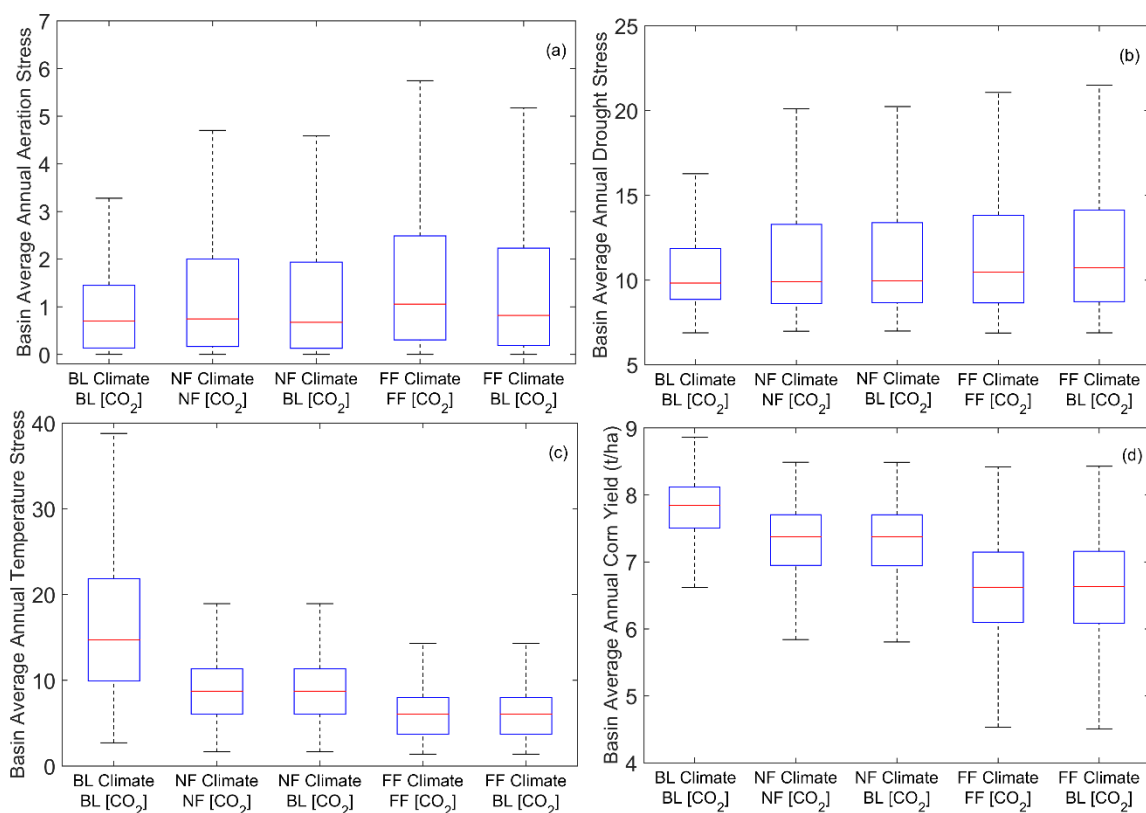 (a)
Basin Average Annual Aeration Stress
7
6
5
4
3
2
1
0
BL Climate NF Climate NF Climate FF Climate FF Climate
BL [CO₂] NF [CO₂] BL [CO₂] FF [CO₂] BL [CO₂]
(b)
Basin Average Annual Drought Stress
25
20
15
10
5
BL Climate NF Climate NF Climate FF Climate FF Climate
BL [CO₂] NF [CO₂] BL [CO₂] FF [CO₂] BL [CO₂]
(c)
Basin Average Annual Temperature Stress
40
30
20
10
0
BL Climate NF Climate NF Climate FF Climate FF Climate
BL [CO₂] NF [CO₂] BL [CO₂] FF [CO₂] BL [CO₂]
(d)
Basin Average Annual Corn Yield (t/ha)
9
8
7
6
5
4
BL Climate NF Climate NF Climate FF Climate FF Climate
BL [CO₂] NF [CO₂] BL [CO₂] FF [CO₂] BL [CO₂]